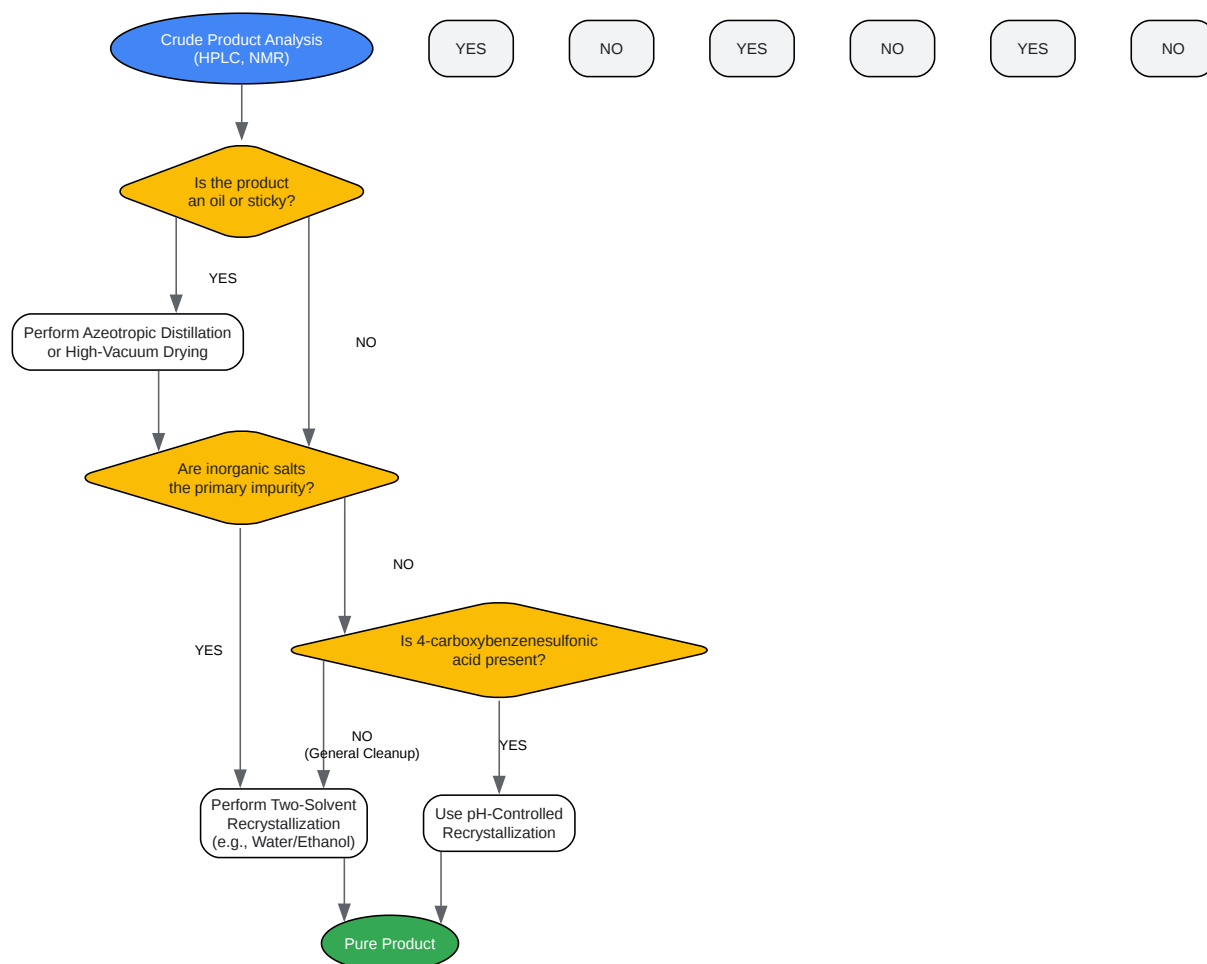 Crude Product Analysis
(HPLC, NMR)
YES
NO
YES
NO
YES
NO
Is the product
an oil or sticky?
YES
Perform Azeotropic Distillation
or High-Vacuum Drying
NO
Are inorganic salts
the primary impurity?
NO
Is 4-carboxybenzenesulfonic
acid present?
YES
NO
(General Cleanup)
YES
Perform Two-Solvent
Recrystallization
(e.g., Water/Ethanol)
Use pH-Controlled
Recrystallization
Pure Product